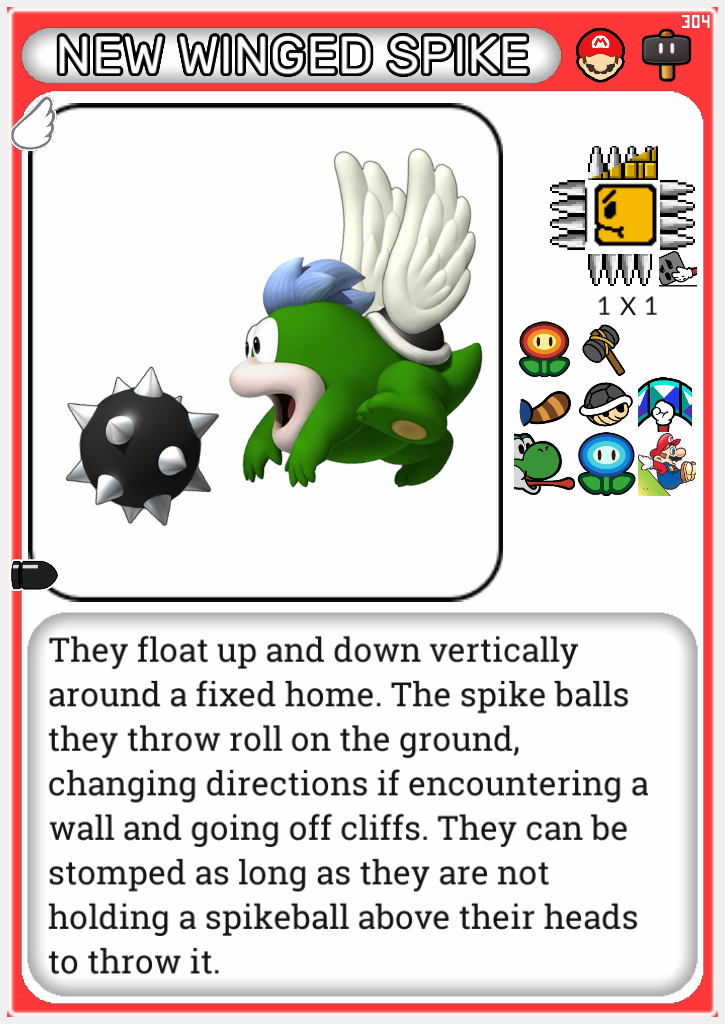 304
NEW WINGED SPIKE
1 X 1
They float up and down vertically
around a fixed home. The spike balls
they throw roll on the ground,
changing directions if encountering a
wall and going off cliffs. They can be
stomped as long as they are not
holding a spikeball above their heads
to throw it.